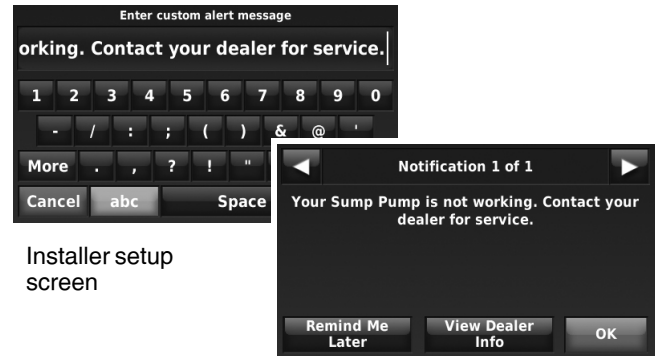 Enter custom alert message
orking. Contact your dealer for service.
1 2 3 4 5 6 7 8 9 0
- / : ; ( ) & @ '
More . , ? ! "
Cancel abc Space
Installer setup
screen
Notification 1 of 1
Your Sump Pump is not working. Contact your
dealer for service.
Remind Me
Later
View Dealer
Info
OK